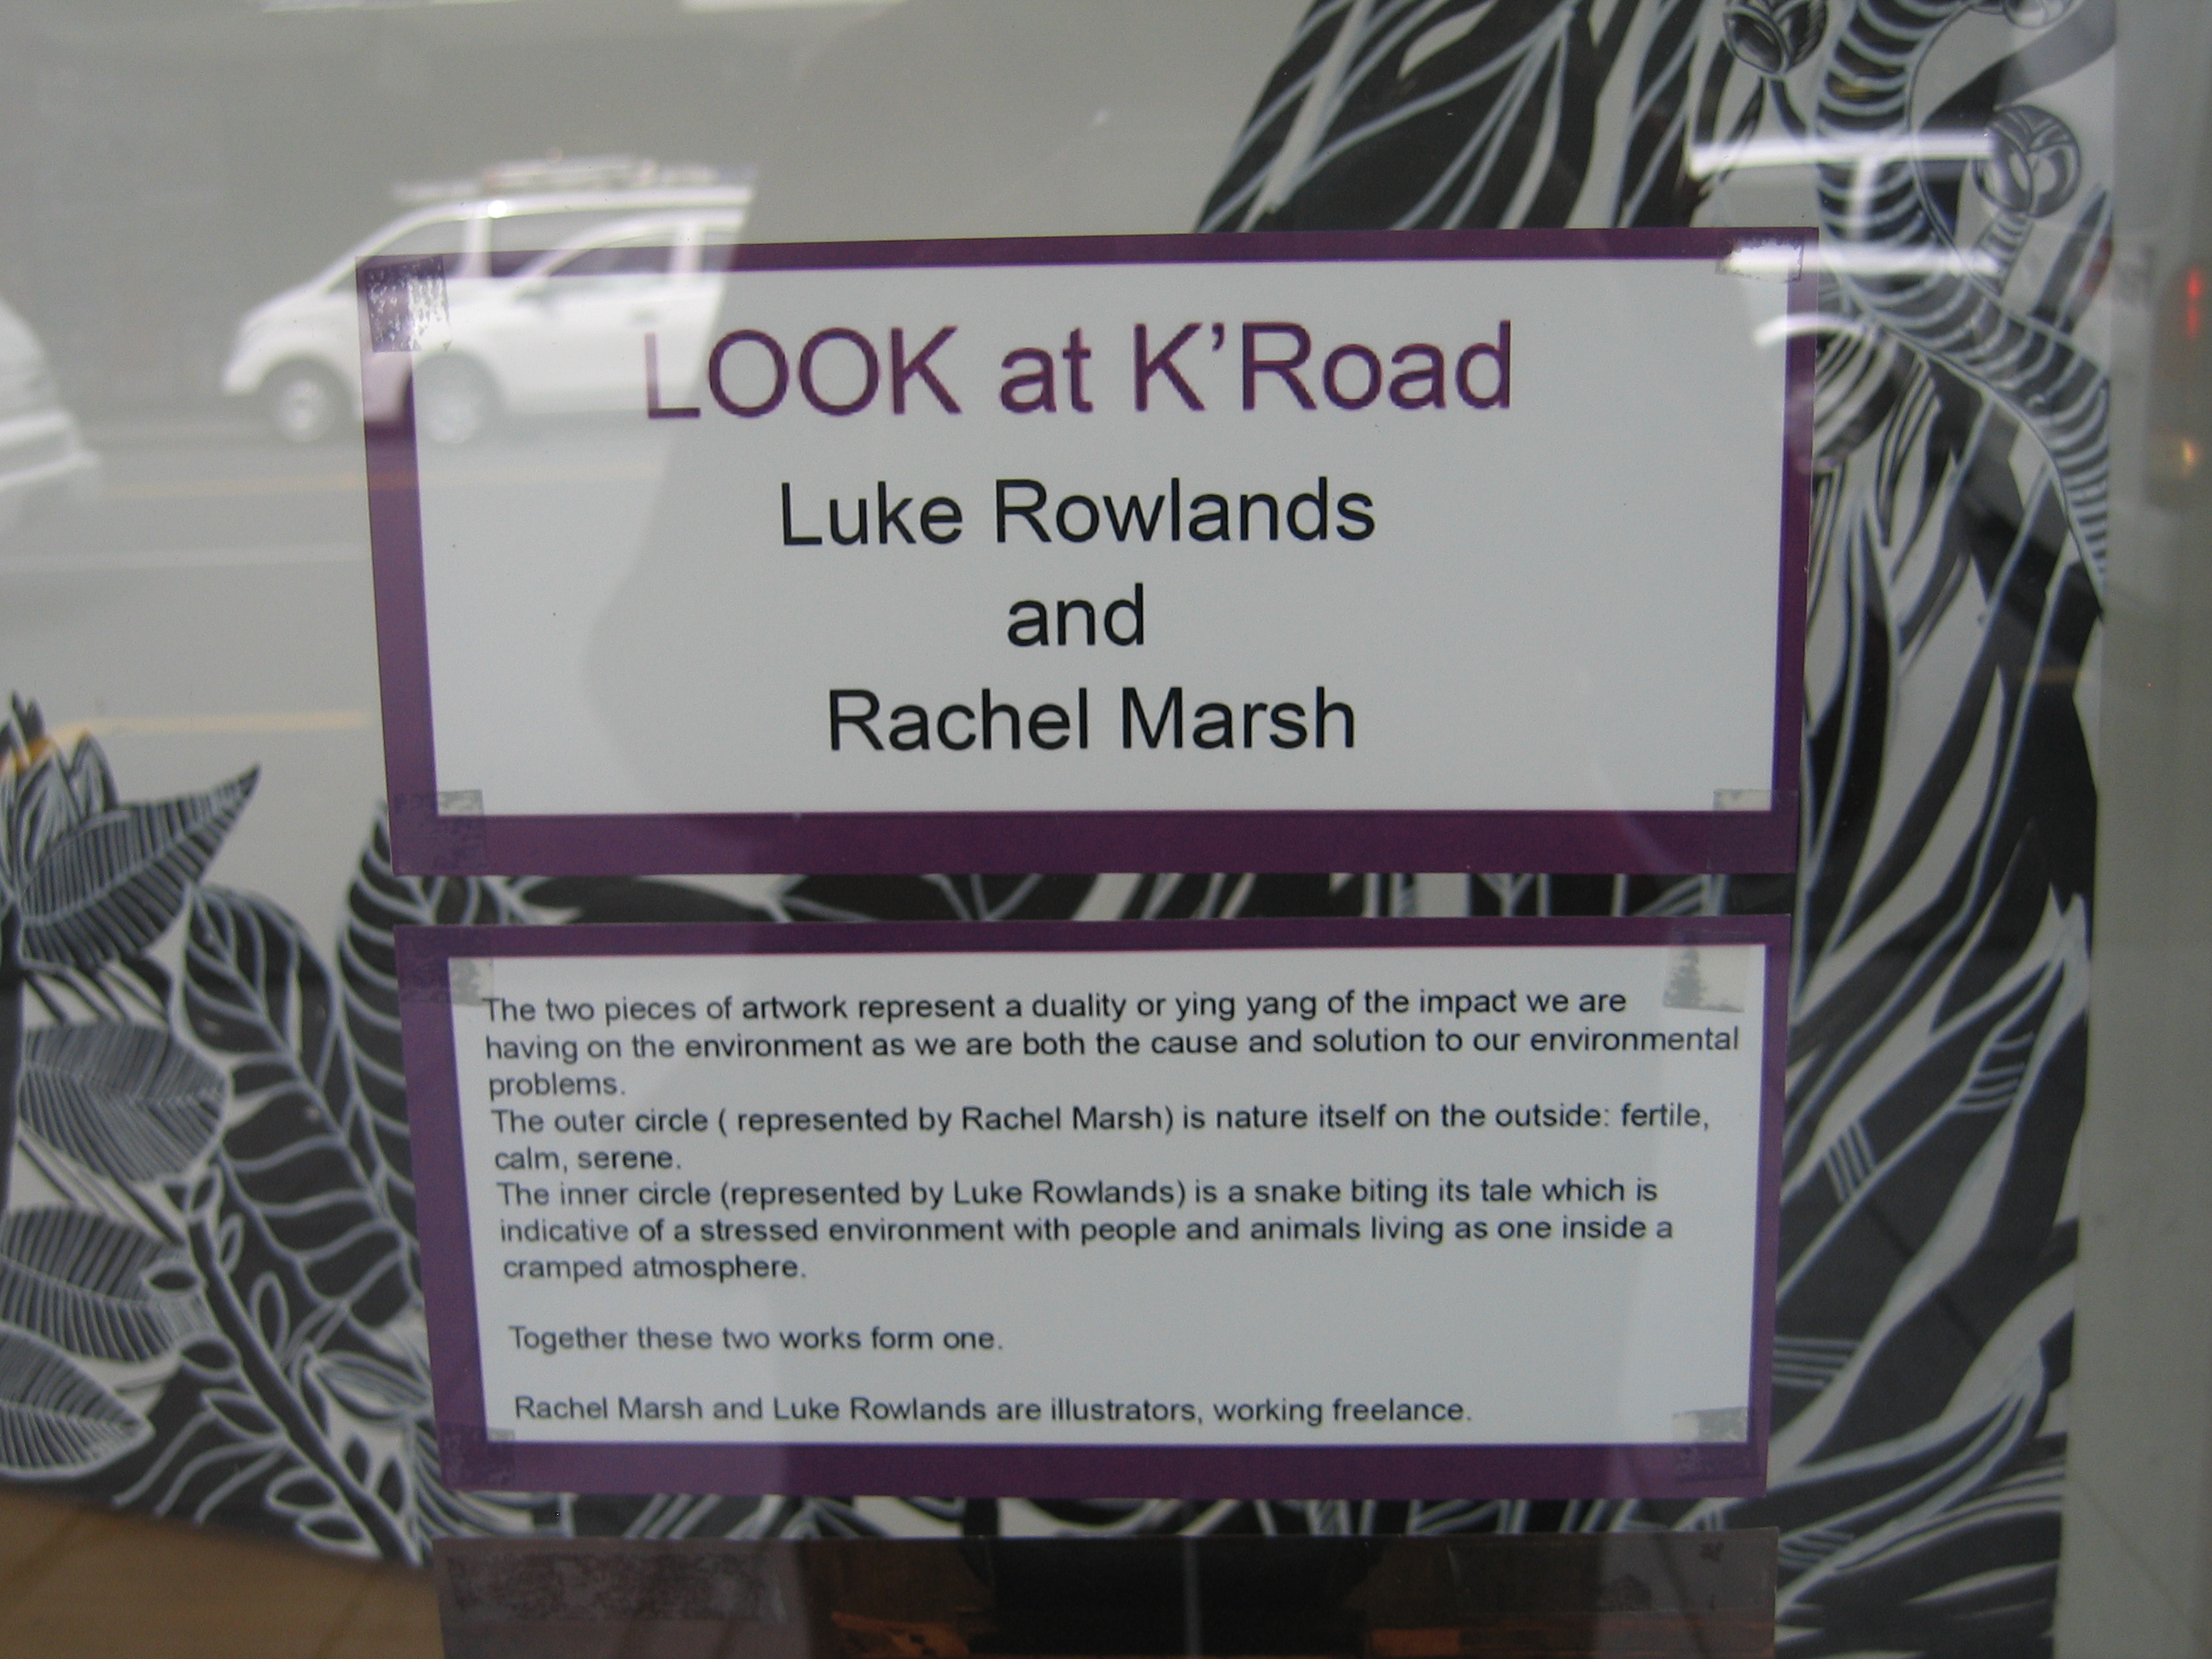 LOOK at K'Road
Luke Rowlands
and
Rachel Marsh
The two pieces of artwork represent a duality or ying yang of the impact we are
having on the environment as we are both the cause and solution to our environmental
problems.
The outer circle ( represented by Rachel Marsh) is nature itself on the outside: fertile,
calm, serene.
The inner circle (represented by Luke Rowlands) is a snake biting its tale which is
indicative of a stressed environment with people and animals living as one inside a
cramped atmosphere.
Together these two works form one.
Rachel Marsh and Luke Rowlands are illustrators, working freelance.